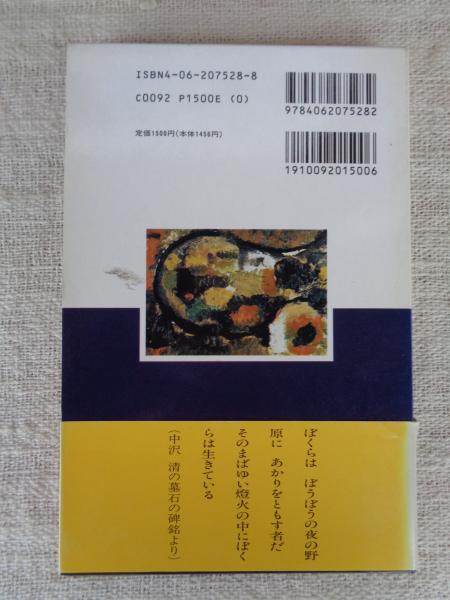 ISBN4-06-207528-8
C0092 P1500E (0)
定価1500円(本体1456円)
9784062075282
1910092015006
ぼくらは ぼうぼうの夜の野
原に あかりをともす者だ
そのまばゆい燈火の中にぼく
らは生きている
(中沢 清の墓石の碑銘より)